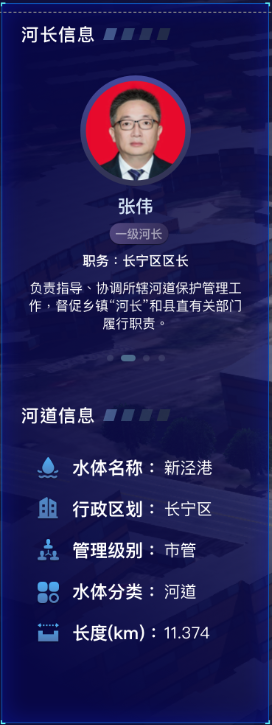 河长信息
张伟
一级河长
职务：长宁区区长
负责指导、协调所辖河道保护管理工
作，督促乡镇“河长”和县直有关部门
履行职责。
河道信息
水体名称： 新泾港
行政区划： 长宁区
管理级别： 市管
水体分类： 河道
长度(km)： 11.374